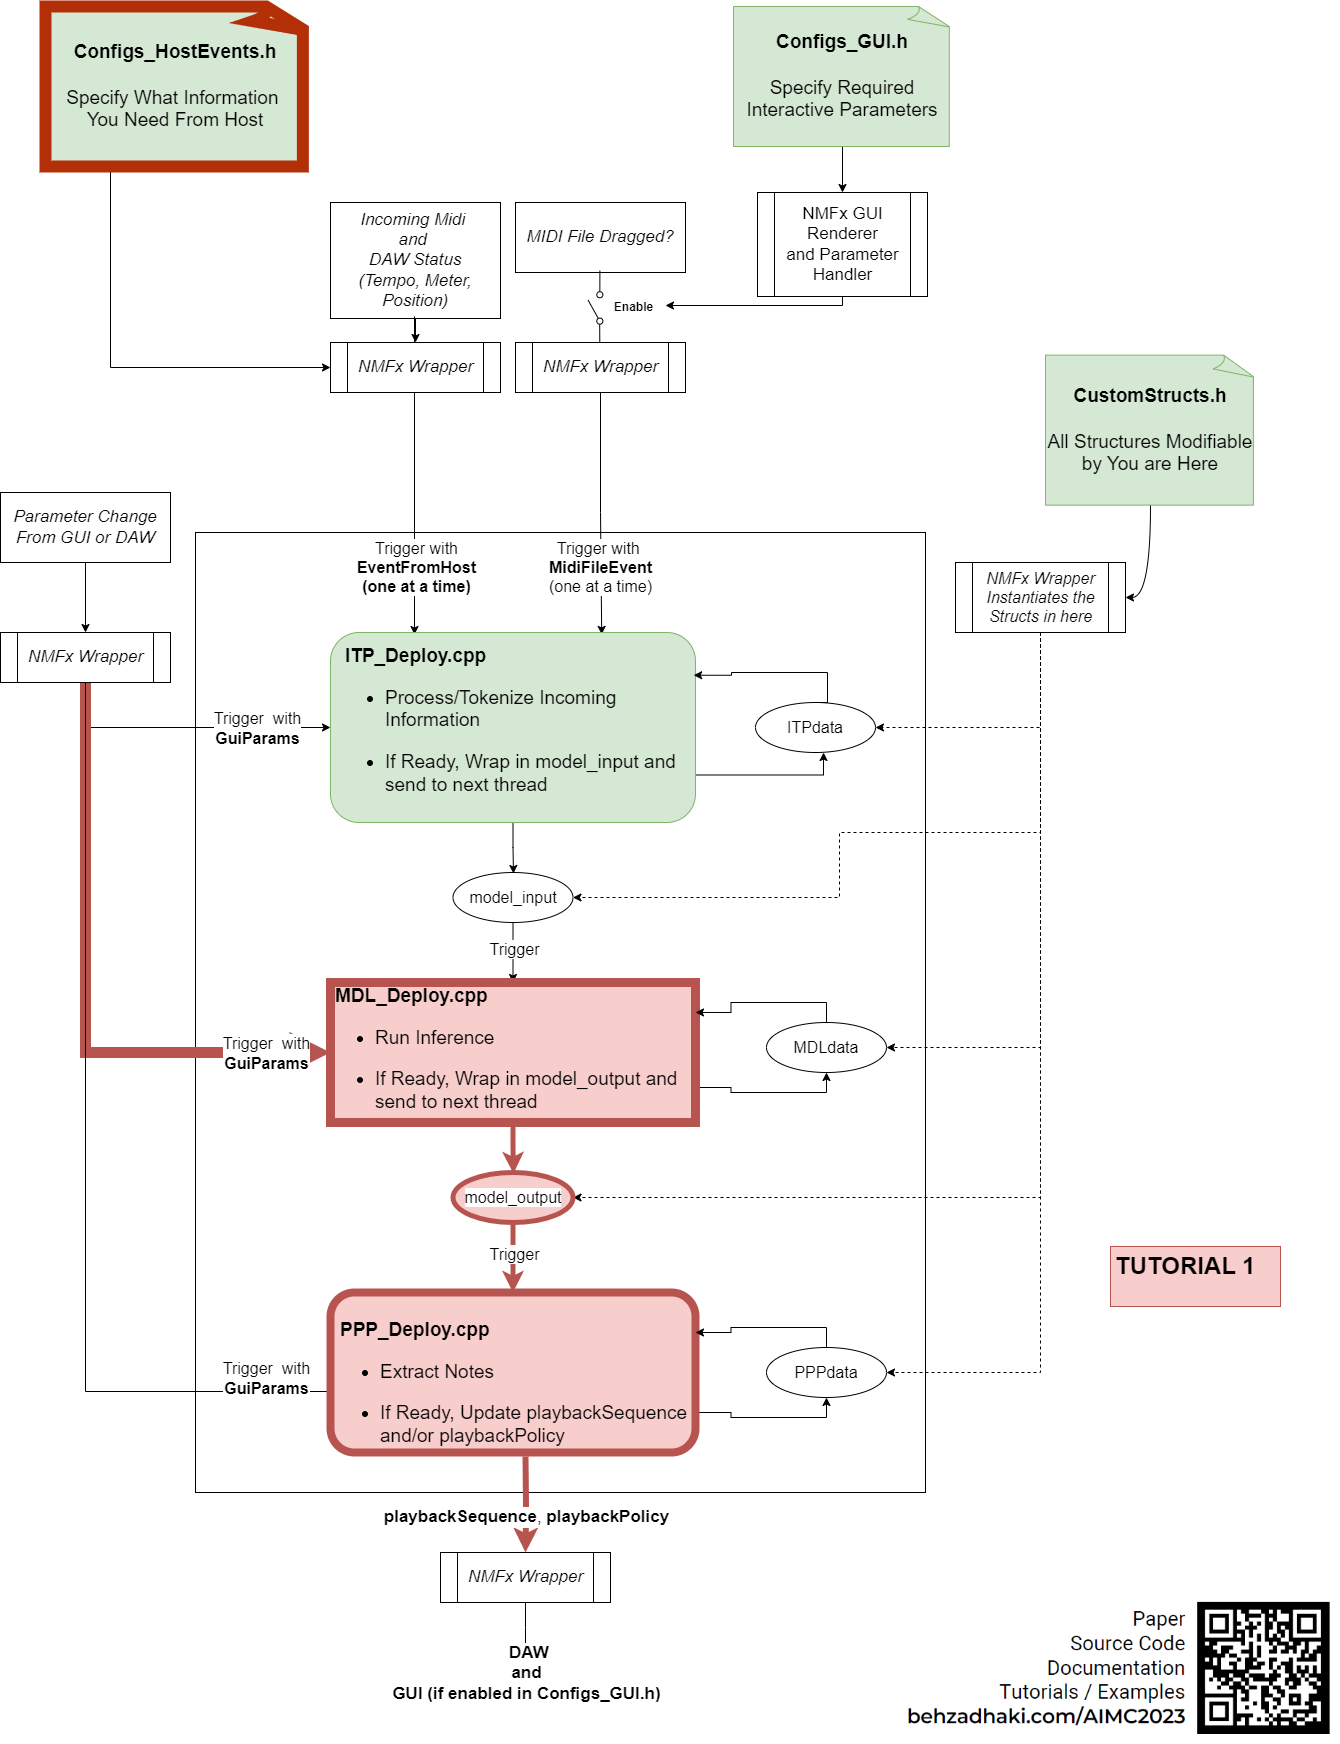 Configs_HostEvents.h
Specify What Information
You Need From Host
Configs_GUI.h
Specify Required
Interactive Parameters
Incoming Midi
and
DAW Status
(Tempo, Meter,
Position)
MIDI File Dragged?
NMFx GUI
Renderer
and Parameter
Handler
Enable
NMFx Wrapper
NMFx Wrapper
CustomStructs.h
All Structures Modifiable
by You are Here
Parameter Change
From GUI or DAW
NMFx Wrapper
Trigger with
EventFromHost
(one at a time)
Trigger with
MidiFileEvent
(one at a time)
NMFx Wrapper
Instantiates the
Structs in here
ITP_Deploy.cpp
• Process/Tokenize Incoming
Information
• If Ready, Wrap in model_input and
send to next thread
Trigger with
GuiParams
ITPdata
model_input
Trigger
MDL_Deploy.cpp
• Run Inference
• If Ready, Wrap in model_output and
send to next thread
Trigger with
GuiParams
MDLdata
model_output
Trigger
TUTORIAL 1
PPP_Deploy.cpp
• Extract Notes
• If Ready, Update playbackSequence
and/or playbackPolicy
Trigger with
GuiParams
PPPdata
playbackSequence, playbackPolicy
NMFx Wrapper
DAW
and
GUI (if enabled in Configs_GUI.h)
Paper
Source Code
Documentation
Tutorials / Examples
behzadhaki.com/AIMC2023